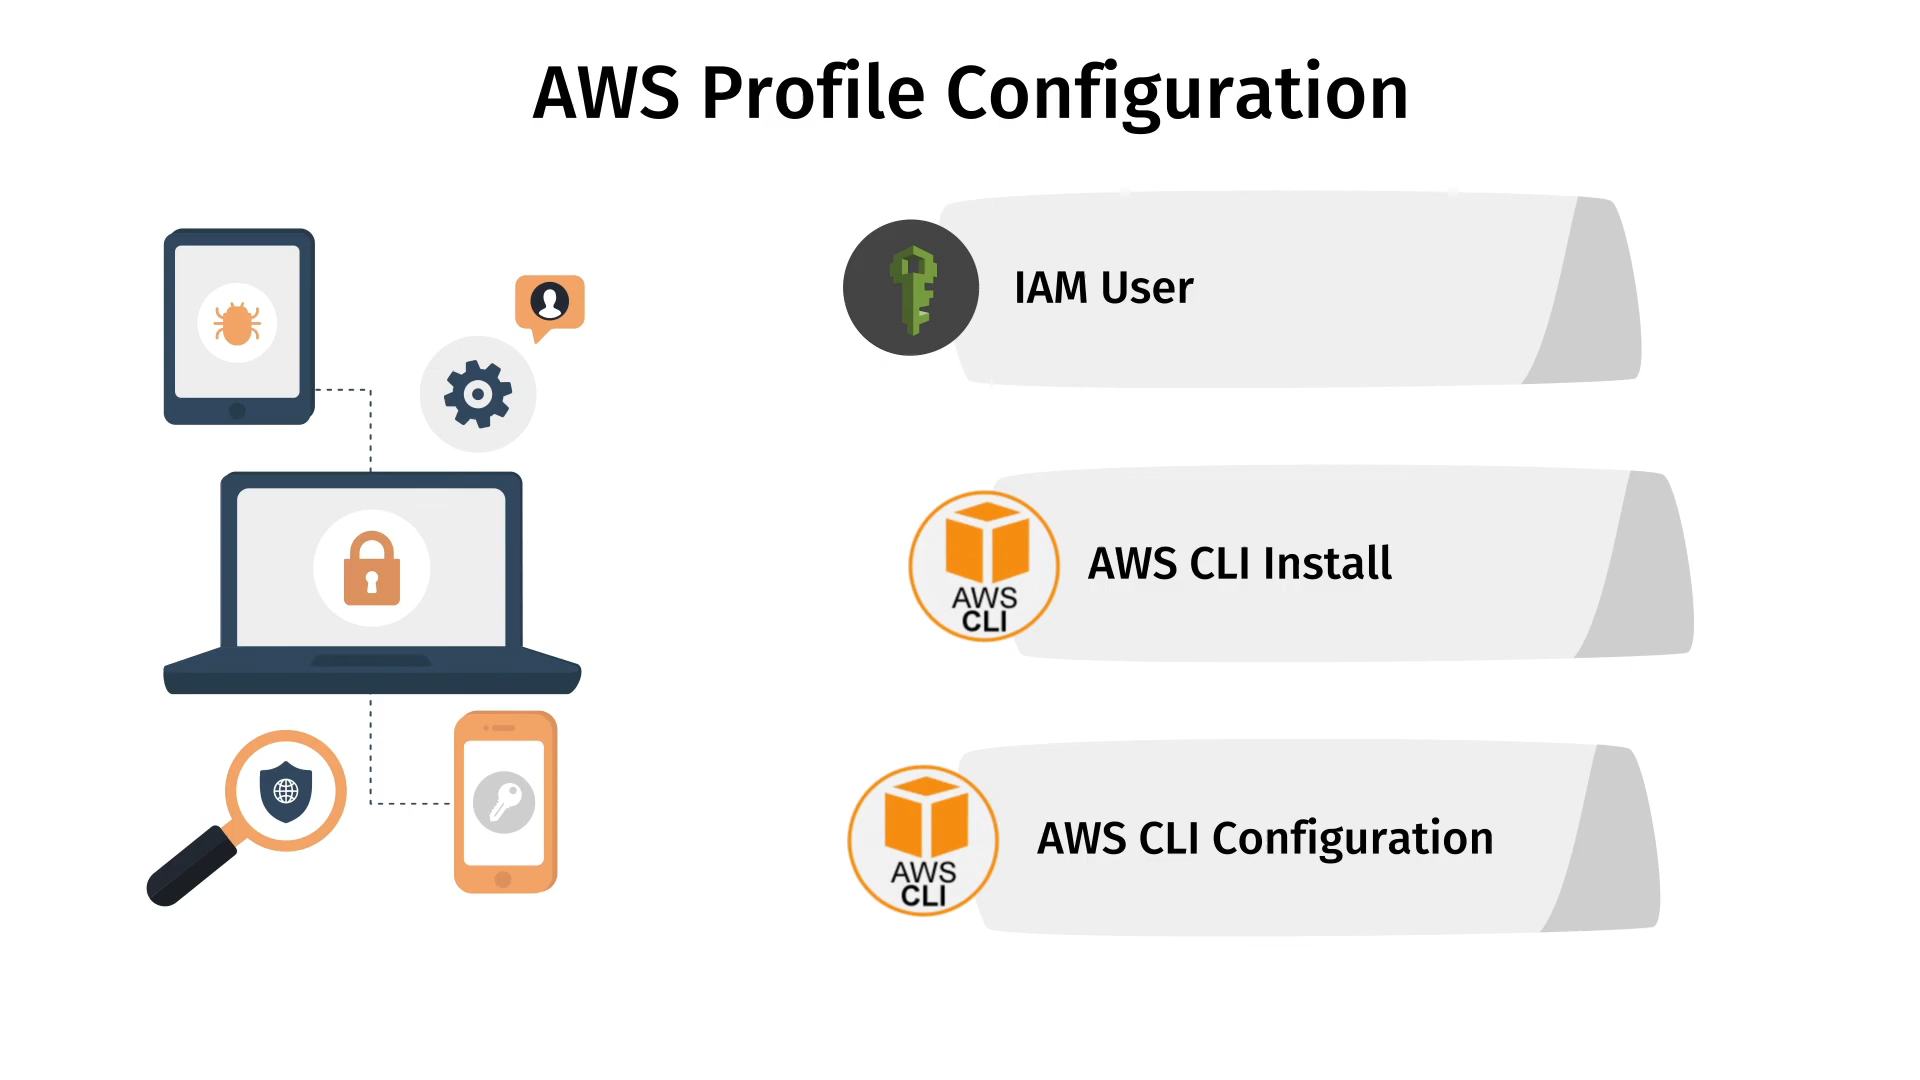 AWS Profile Configuration
IAM User
AWS
CLI
AWS CLI Install
AWS
CLI
AWS CLI Configuration